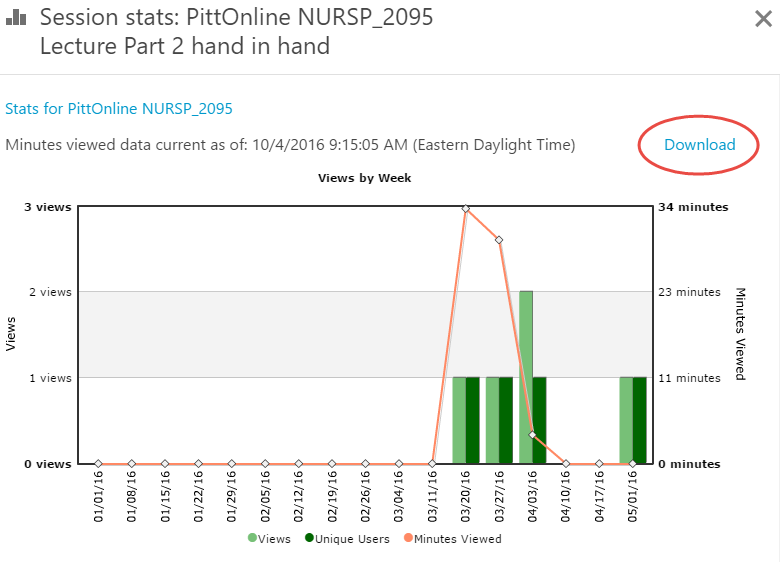 Session stats: PittOnline NURSP_2095
Lecture Part 2 hand in hand
Stats for PittOnline NURSP_2095
Minutes viewed data current as of: 10/4/2016 9:15:05 AM (Eastern Daylight Time)
Download
Views by Week
3 views
34 minutes
2 views
23 minutes
Views
Minutes Viewed
1 views
11 minutes
0 views
0 minutes
01/01/16
01/08/16
01/15/16
01/22/16
01/29/16
02/05/16
02/12/16
02/19/16
02/26/16
03/04/16
03/11/16
03/20/16
03/27/16
04/03/16
04/10/16
04/17/16
05/01/16
Views
Unique Users
Minutes Viewed